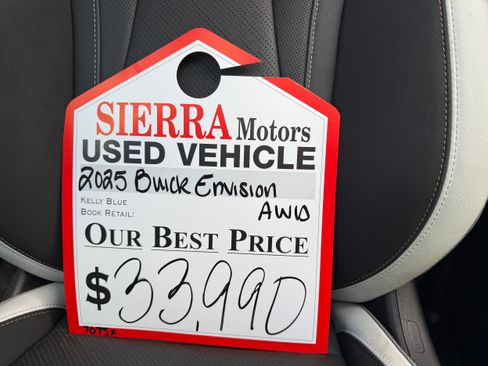 SIERRA Motors
USED VEHICLE
2025 Buick Envision
KELLY BLUE
BOOK RETAIL:
AWD
OUR BEST PRICE
$33,990